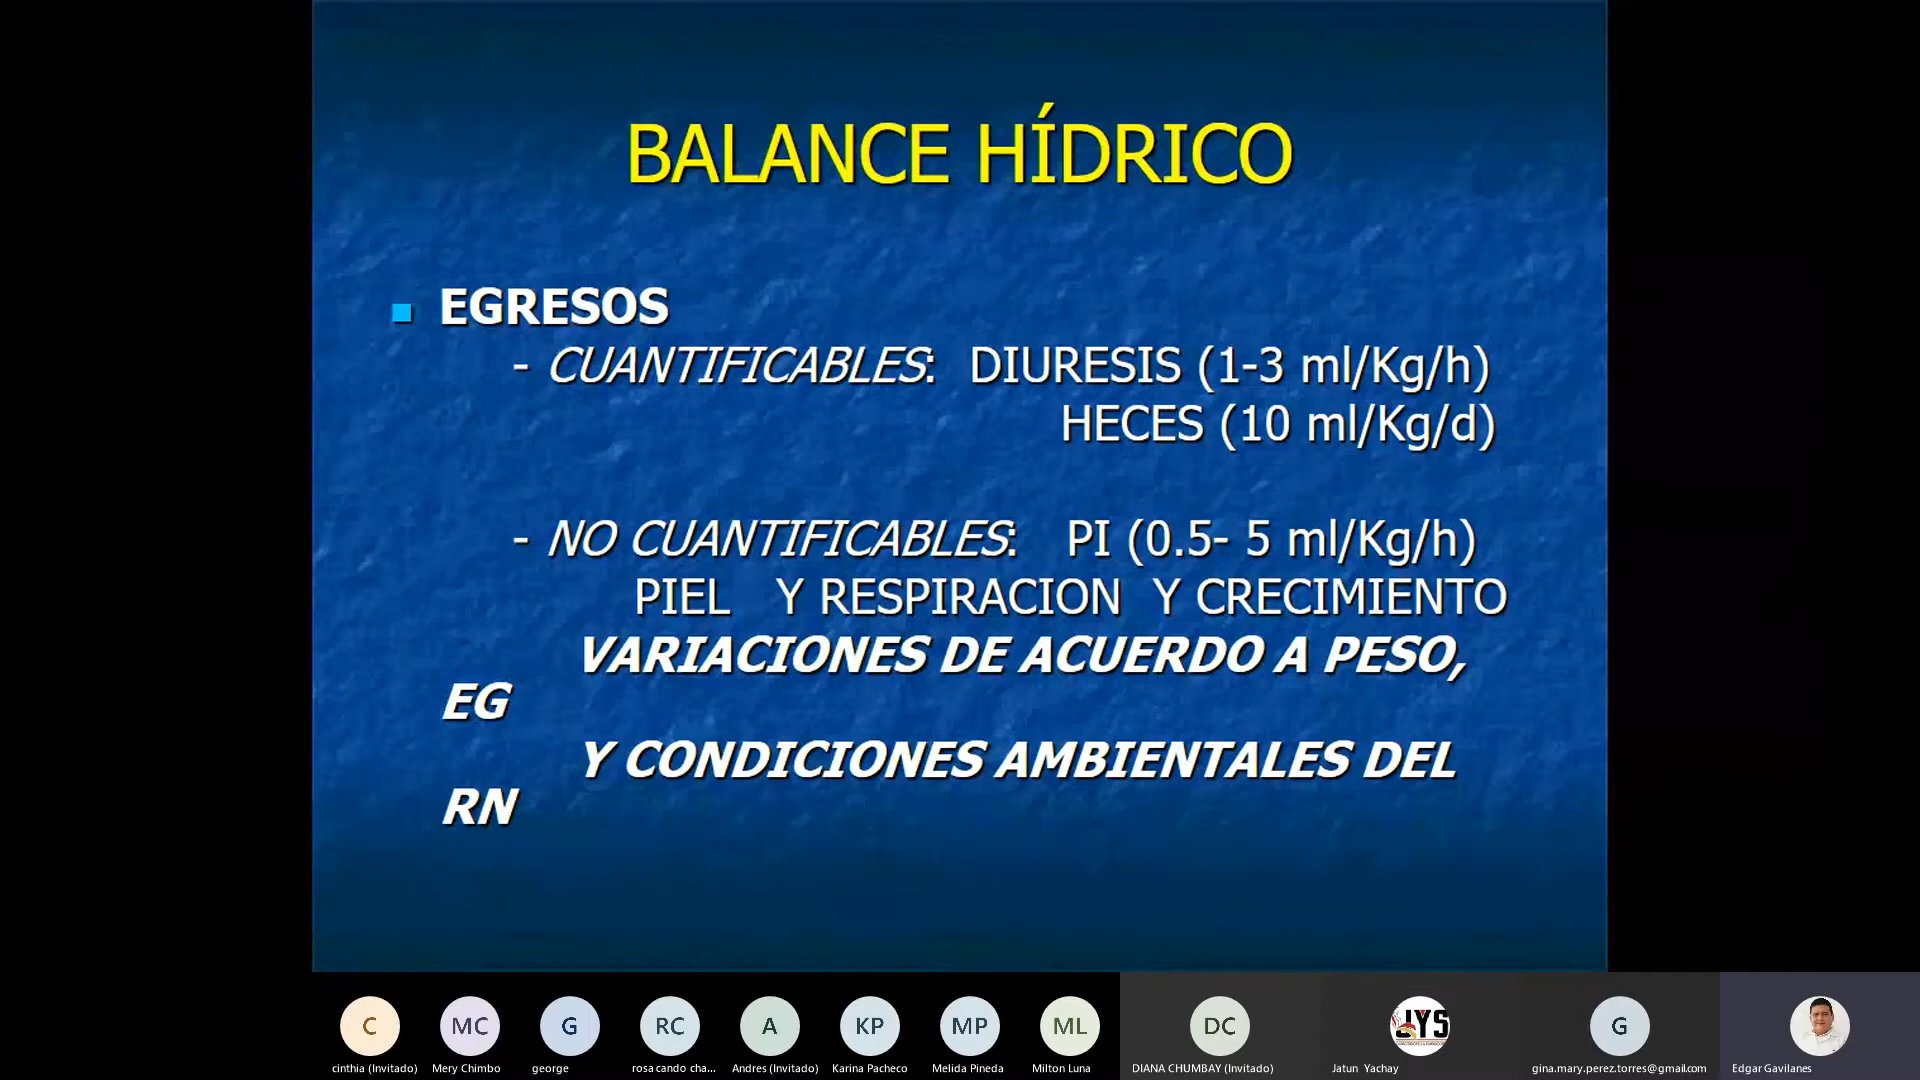 BALANCE HÍDRICO
EGRESOS
- CUANTIFICABLES: DIURESIS (1-3 ml/Kg/h)
HECES (10 ml/Kg/d)
- NO CUANTIFICABLES: PI (0.5- 5 ml/Kg/h)
PIEL Y RESPIRACION Y CRECIMIENTO
VARIACIONES DE ACUERDO A PESO,
EG
Y CONDICIONES AMBIENTALES DEL
RN
C MC G RC A KP MP ML DC JYS G
cinthia (Invitado) Mery Chimbo george rosa cando cha... Andres (Invitado) Karina Pacheco Melida Pineda Milton Luna DIANA CHUMBAY (Invitado) Jatun Yachay gina.mary.perez.torres@gmail.com Edgar Gavilanes